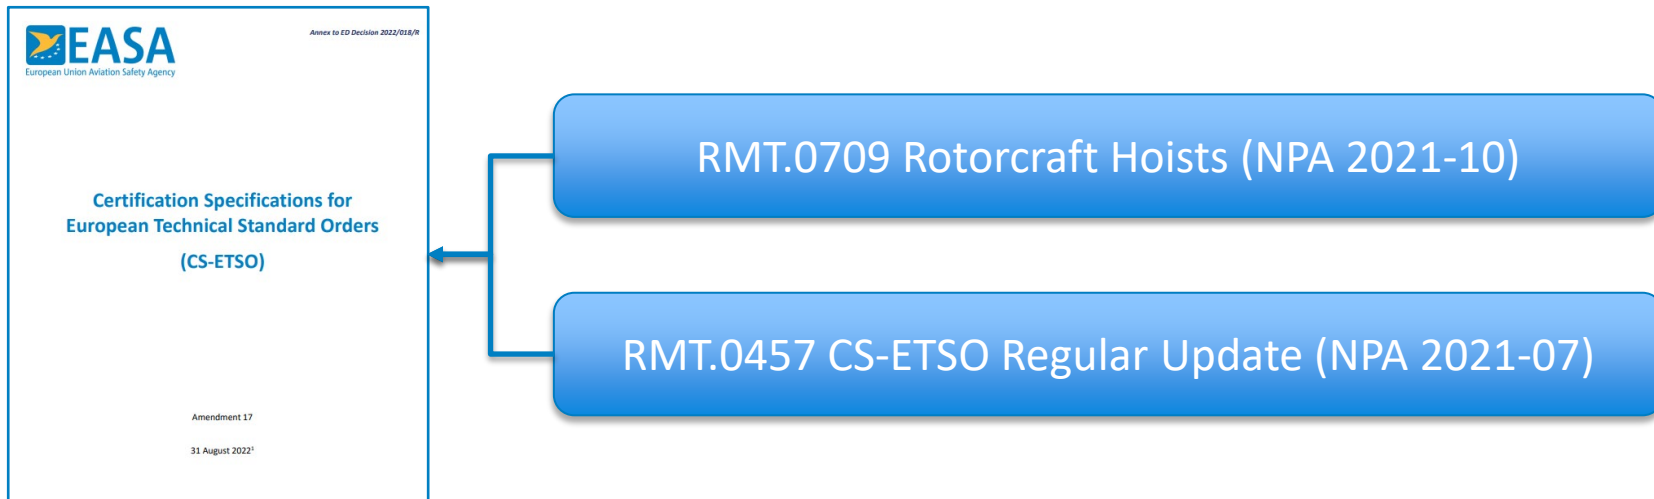 Annex to ED Decision 2022/018/R
EASA
European Union Aviation Safety Agency
Certification Specifications for
European Technical Standard Orders
(CS-ETSO)
Amendment 17
31 August 2022¹
RMT.0709 Rotorcraft Hoists (NPA 2021-10)
RMT.0457 CS-ETSO Regular Update (NPA 2021-07)